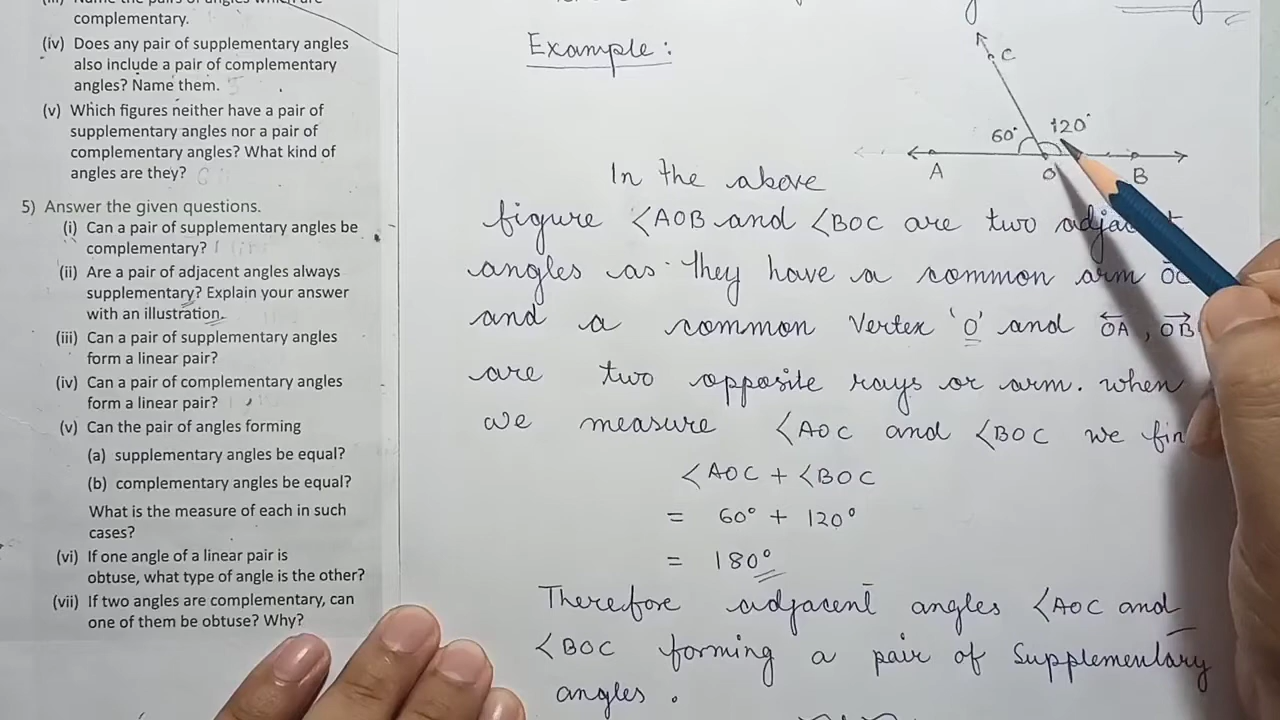 complementary.
(iv) Does any pair of supplementary angles
also include a pair of complementary
angles? Name them.
(v) Which figures neither have a pair of
supplementary angles nor a pair of
complementary angles? What kind of
angles are they?
5) Answer the given questions.
(i) Can a pair of supplementary angles be
complementary?
(ii) Are a pair of adjacent angles always
supplementary? Explain your answer
with an illustration.
(iii) Can a pair of supplementary angles
form a linear pair?
(iv) Can a pair of complementary angles
form a linear pair?
(v) Can the pair of angles forming
(a) supplementary angles be equal?
(b) complementary angles be equal?
What is the measure of each in such
cases?
(vi) If one angle of a linear pair is
obtuse, what type of angle is the other?
(vii) If two angles are complementary, can
one of them be obtuse? Why?
Example:
C
60° 120°
A O B
In the above
figure <AOB and <BOC are two
angles as they have a common arm OC
and a common vertex 'O' and OA, OB
are two opposite rays or arm. when
we measure <AOC and <BOC we
<AOC + <BOC
= 60° + 120°
= 180°
Therefore adjacent angles <AOC and
<BOC forming a pair of Supplementary
angles.